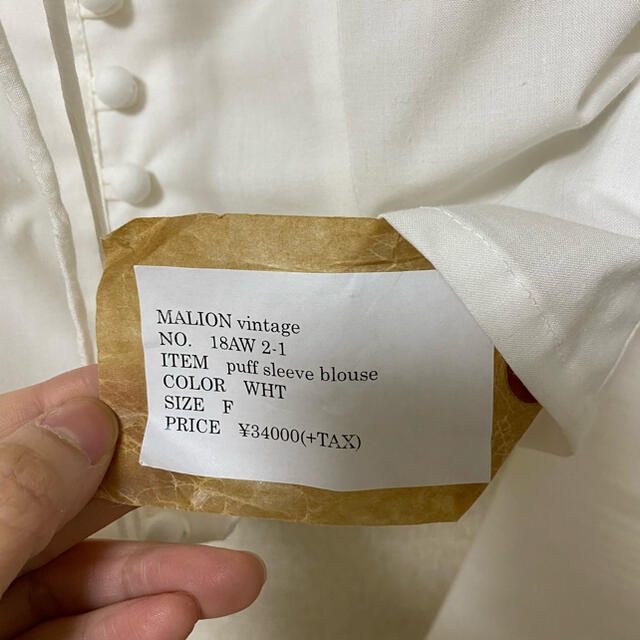 MALION vintage
NO. 18AW 2-1
ITEM puff sleeve blouse
COLOR WHT
SIZE F
PRICE ¥34000(+TAX)